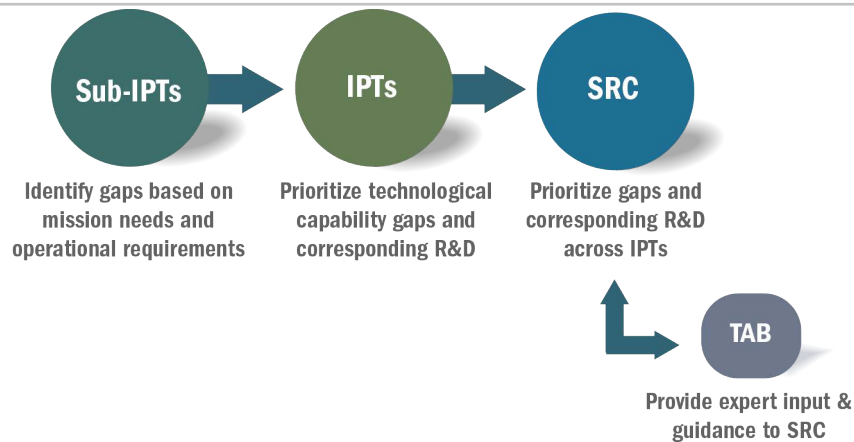 Sub-IPTs
Identify gaps based on
mission needs and
operational requirements
IPTs
Prioritize technological
capability gaps and
corresponding R&D
SRC
Prioritize gaps and
corresponding R&D
across IPTs
TAB
Provide expert input &
guidance to SRC